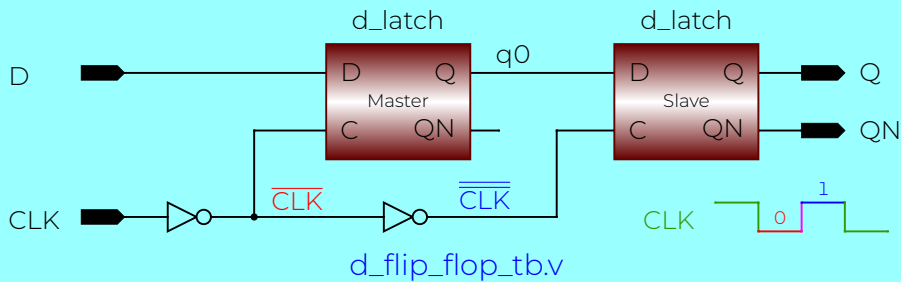 d_latch
d_latch
D
D
Q
q0
D
Q
Q
Master
Slave
C
QN
C
QN
QN
CLK
CLK
CLK
CLK
0
1
d_flip_flop_tb.v